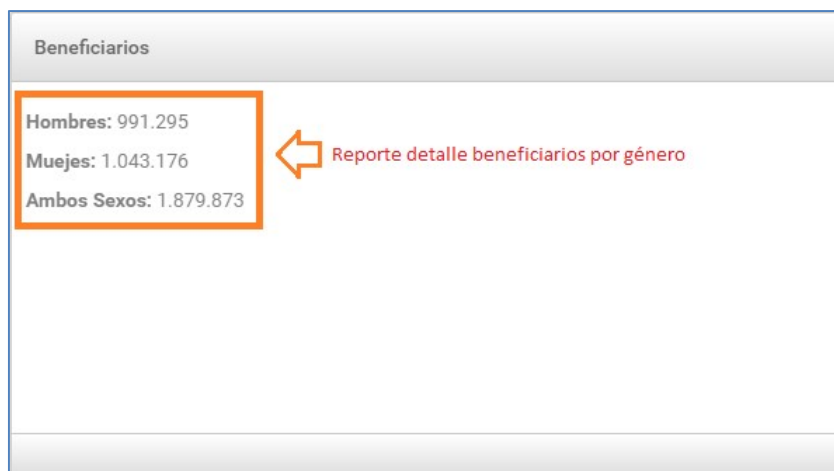 Beneficiarios
Hombres: 991.295
Muejes: 1.043.176
Reporte detalle beneficiarios por género
Ambos Sexos: 1.879.873